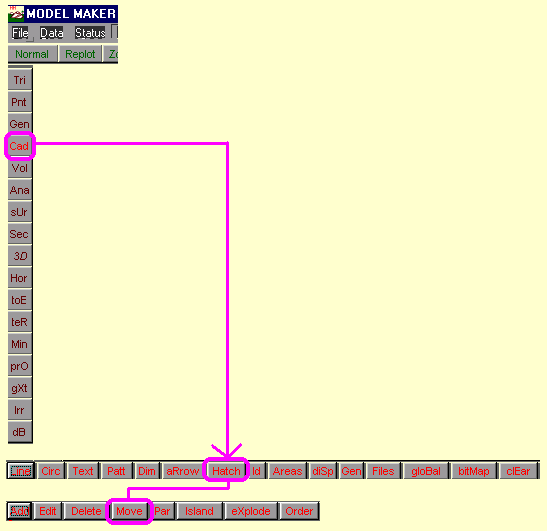 MODEL MAKER
File Data Status
Normal Replot Zo
Tri
Pnt
Gen
Cad
Vol
Ana
sUr
Sec
3D
Hor
toE
teR
Min
prO
gXt
Irr
dB
Line Circ Text Patt Dim aRrow Hatch Id Areas diSp Gen Files gloBal bitMap clEar
Add Edit Delete Move Par Island eXplode Order